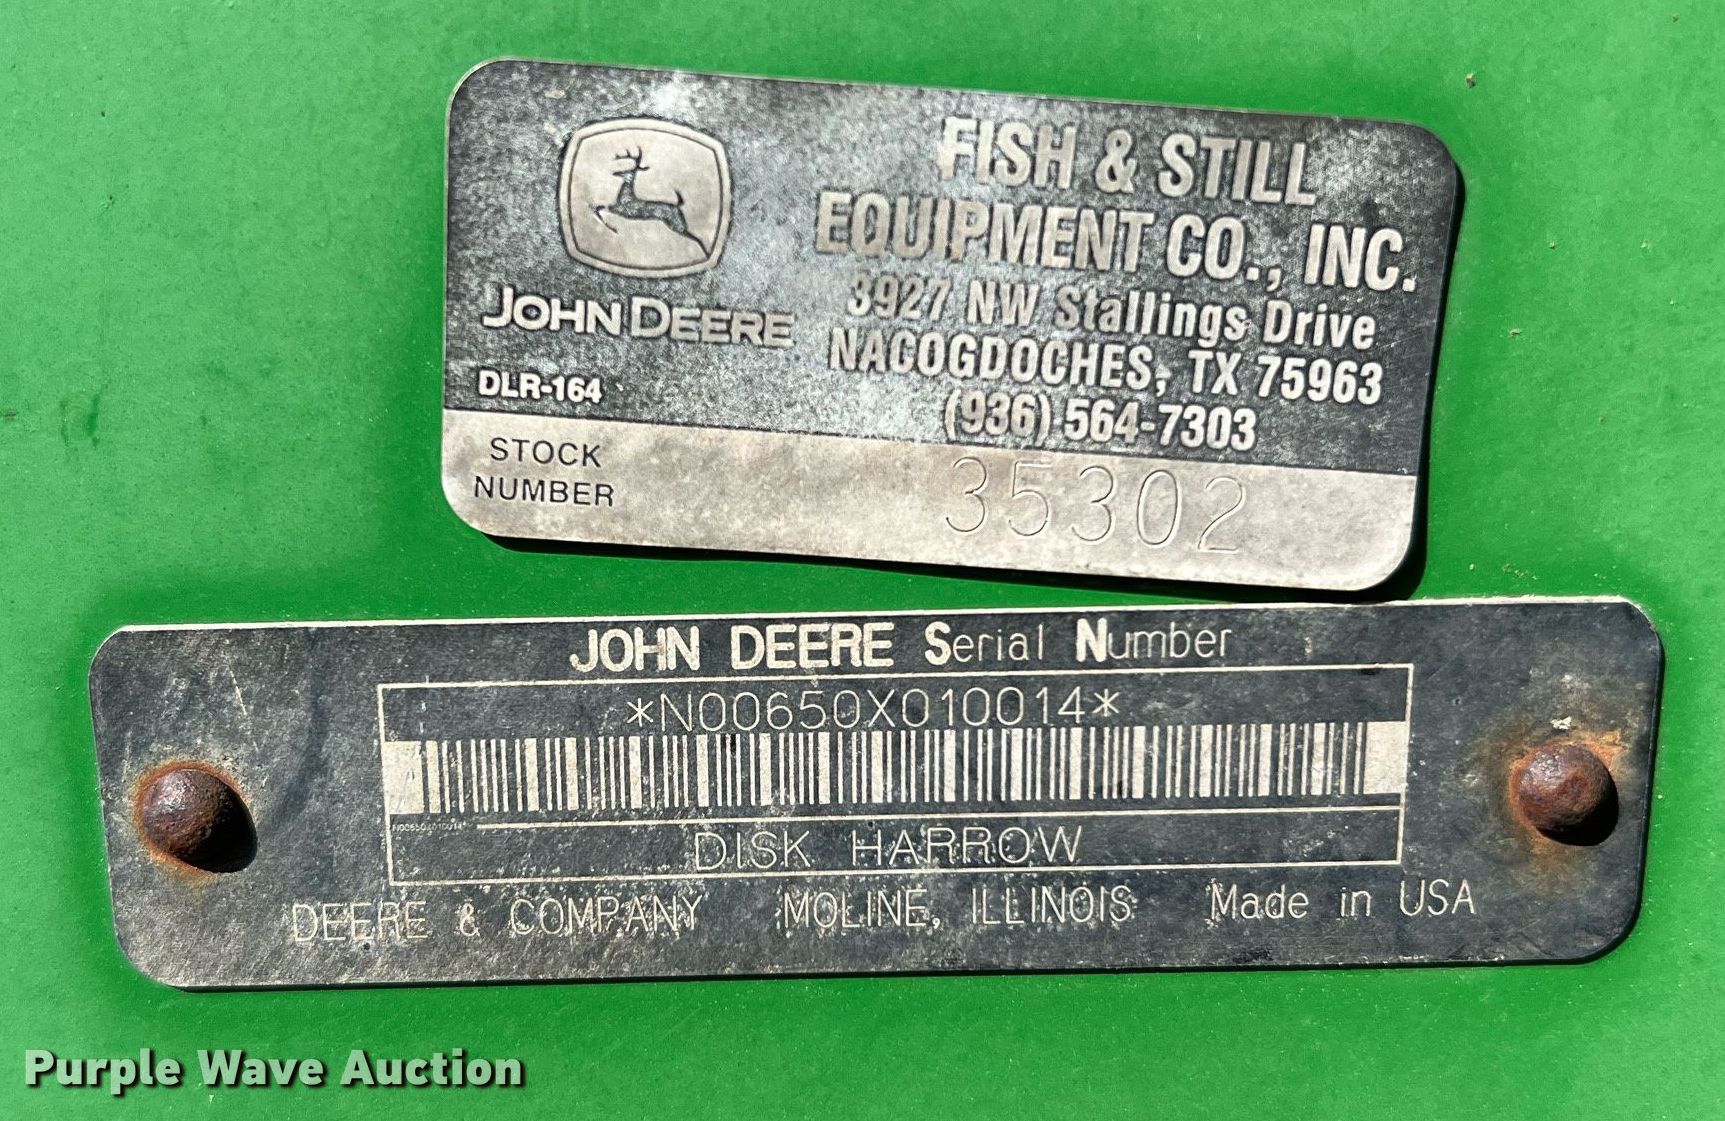 FISH & STILL
EQUIPMENT CO., INC.
3927 NW Stallings Drive
NACOGDOCHES, TX 75963
(936) 564-7303
JOHN DEERE
DLR-164
STOCK
NUMBER
35302
JOHN DEERE Serial Number
*N00650X010014*
N00650X010014*
DISK HARROW
DEERE & COMPANY MOLINE, ILLINOIS Made in USA
Purple Wave Auction